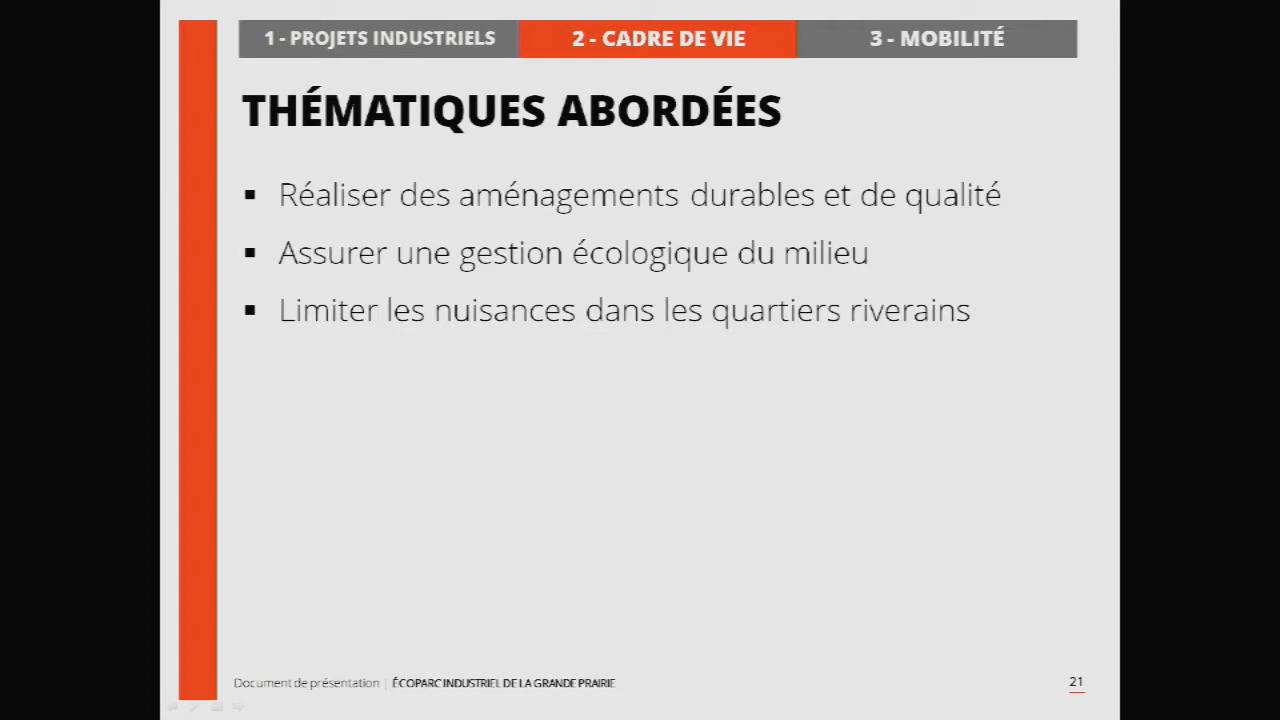 1 - PROJETS INDUSTRIELS 2 - CADRE DE VIE 3 - MOBILITÉ
THÉMATIQUES ABORDÉES
▪ Réaliser des aménagements durables et de qualité
▪ Assurer une gestion écologique du milieu
▪ Limiter les nuisances dans les quartiers riverains
Document de présentation | ÉCOPARC INDUSTRIEL DE LA GRANDE PRAIRIE 21